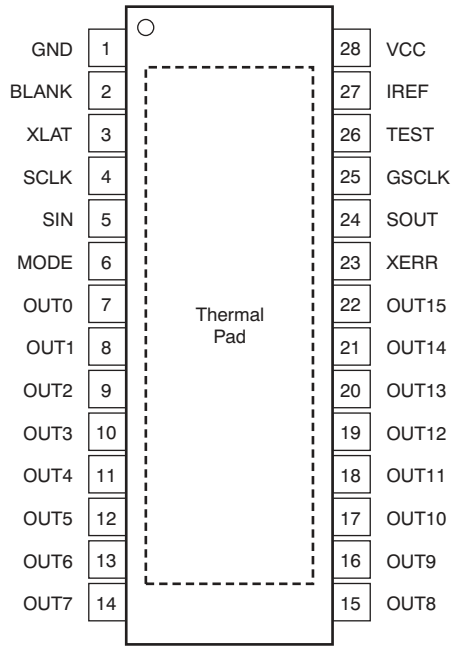 GND 1 28 VCC
BLANK 2 27 IREF
XLAT 3 26 TEST
SCLK 4 25 GSCLK
SIN 5 24 SOUT
MODE 6 23 XERR
OUT0 7 22 OUT15
Thermal
Pad
OUT1 8 21 OUT14
OUT2 9 20 OUT13
OUT3 10 19 OUT12
OUT4 11 18 OUT11
OUT5 12 17 OUT10
OUT6 13 16 OUT9
OUT7 14 15 OUT8